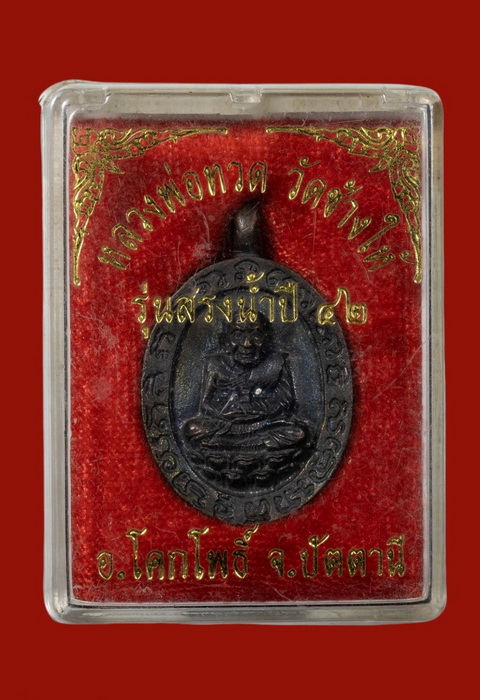 หลวงพ่อทวด วัดช้างให้
รุ่นสรงน้ำปี ๔๒
อ.โคกโพธิ์ จ.ปัตตานี